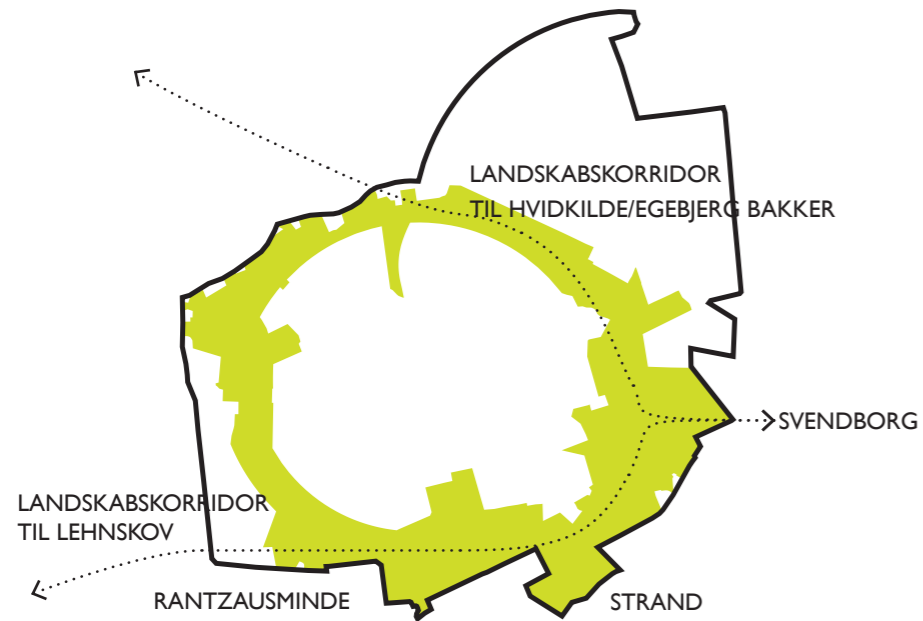 LANDSKABSKORRIDOR
TIL HVIDKILDE/EGEBJERG BAKKER
SVENDBORG
LANDSKABSKORRIDOR
TIL LEHNSKOV
RANTZAUSMINDE
STRAND